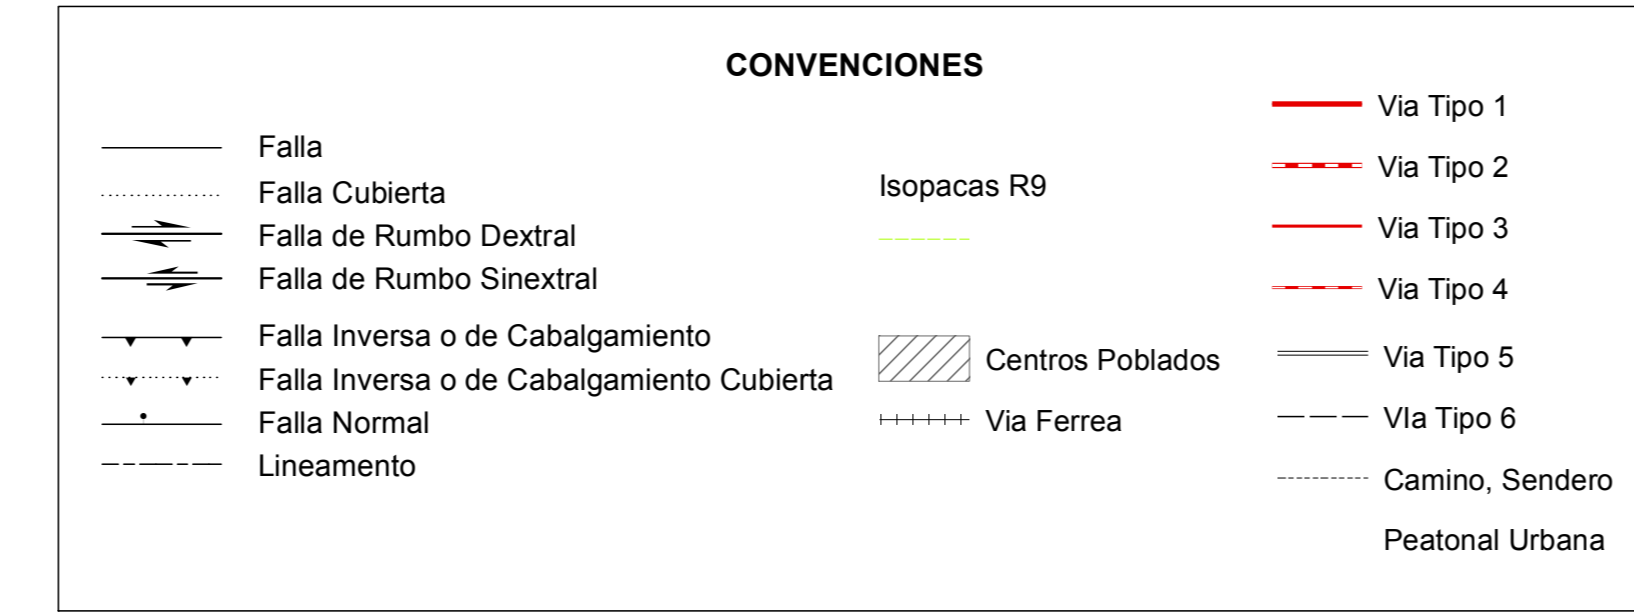 CONVENCIONES
Falla
Falla Cubierta
Falla de Rumbo Dextral
Falla de Rumbo Sinextral
Falla Inversa o de Cabalgamiento
Falla Inversa o de Cabalgamiento Cubierta
Falla Normal
Lineamento
Isopacas R9
Centros Poblados
Via Ferrea
Via Tipo 1
Via Tipo 2
Via Tipo 3
Via Tipo 4
Via Tipo 5
VIa Tipo 6
Camino, Sendero
Peatonal Urbana